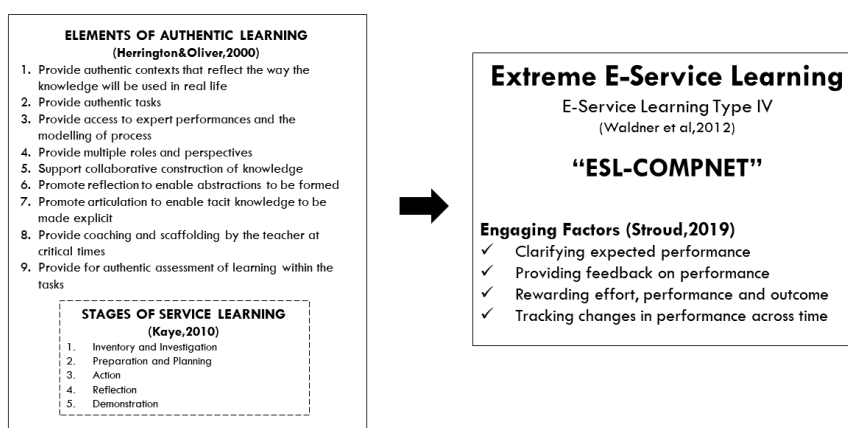 ELEMENTS OF AUTHENTIC LEARNING
(Herrington&Oliver,2000)
1. Provide authentic contexts that reflect the way the
knowledge will be used in real life
2. Provide authentic tasks
3. Provide access to expert performances and the
modelling of process
4. Provide multiple roles and perspectives
5. Support collaborative construction of knowledge
6. Promote reflection to enable abstractions to be formed
7. Promote articulation to enable tacit knowledge to be
made explicit
8. Provide coaching and scaffolding by the teacher at
critical times
9. Provide for authentic assessment of learning within the
tasks
STAGES OF SERVICE LEARNING
(Kaye,2010)
1. Inventory and Investigation
2. Preparation and Planning
3. Action
4. Reflection
5. Demonstration
Extreme E-Service Learning
E-Service Learning Type IV
(Waldner et al,2012)
“ESL-COMPNET”
Engaging Factors (Stroud,2019)
✓ Clarifying expected performance
✓ Providing feedback on performance
✓ Rewarding effort, performance and outcome
✓ Tracking changes in performance across time